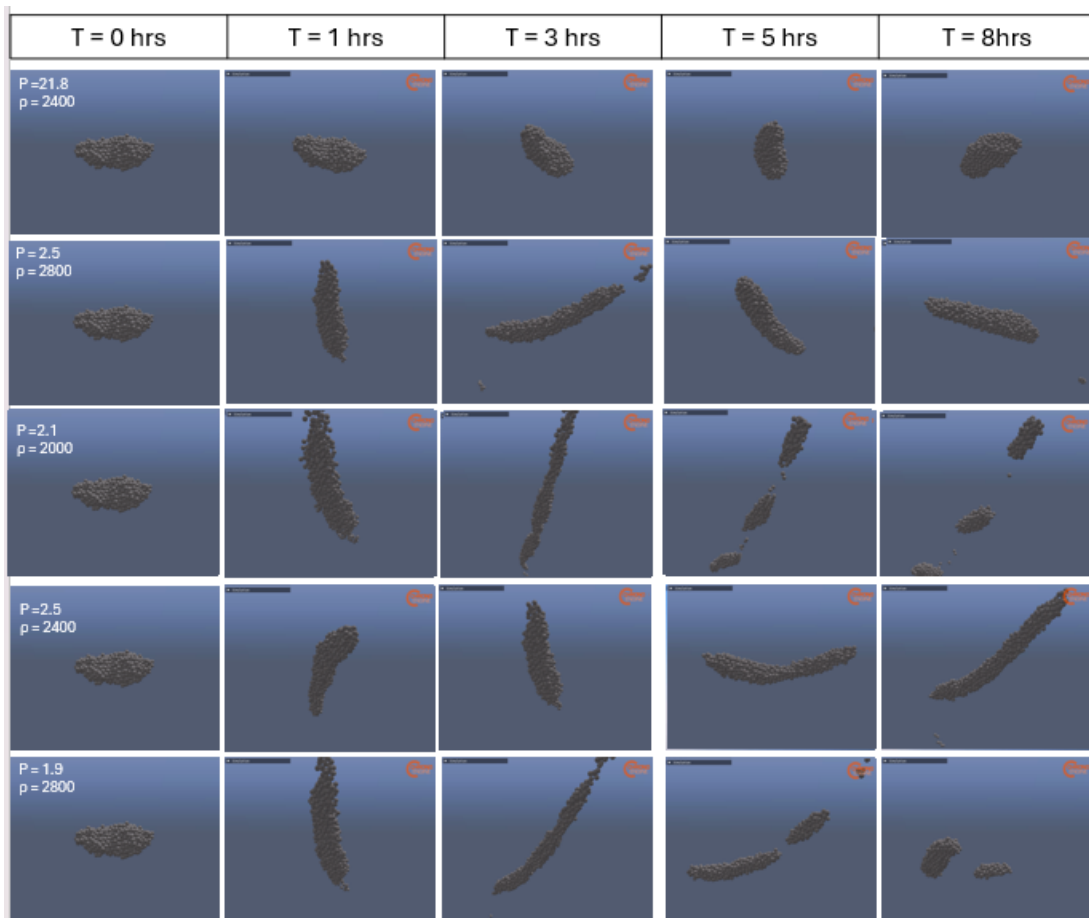 T = 0 hrs
T = 1 hrs
T = 3 hrs
T = 5 hrs
T = 8hrs
P =21.8
ρ = 2400
P = 2.5
ρ = 2800
P =2.1
ρ = 2000
P =2.5
ρ = 2400
P = 1.9
ρ = 2800